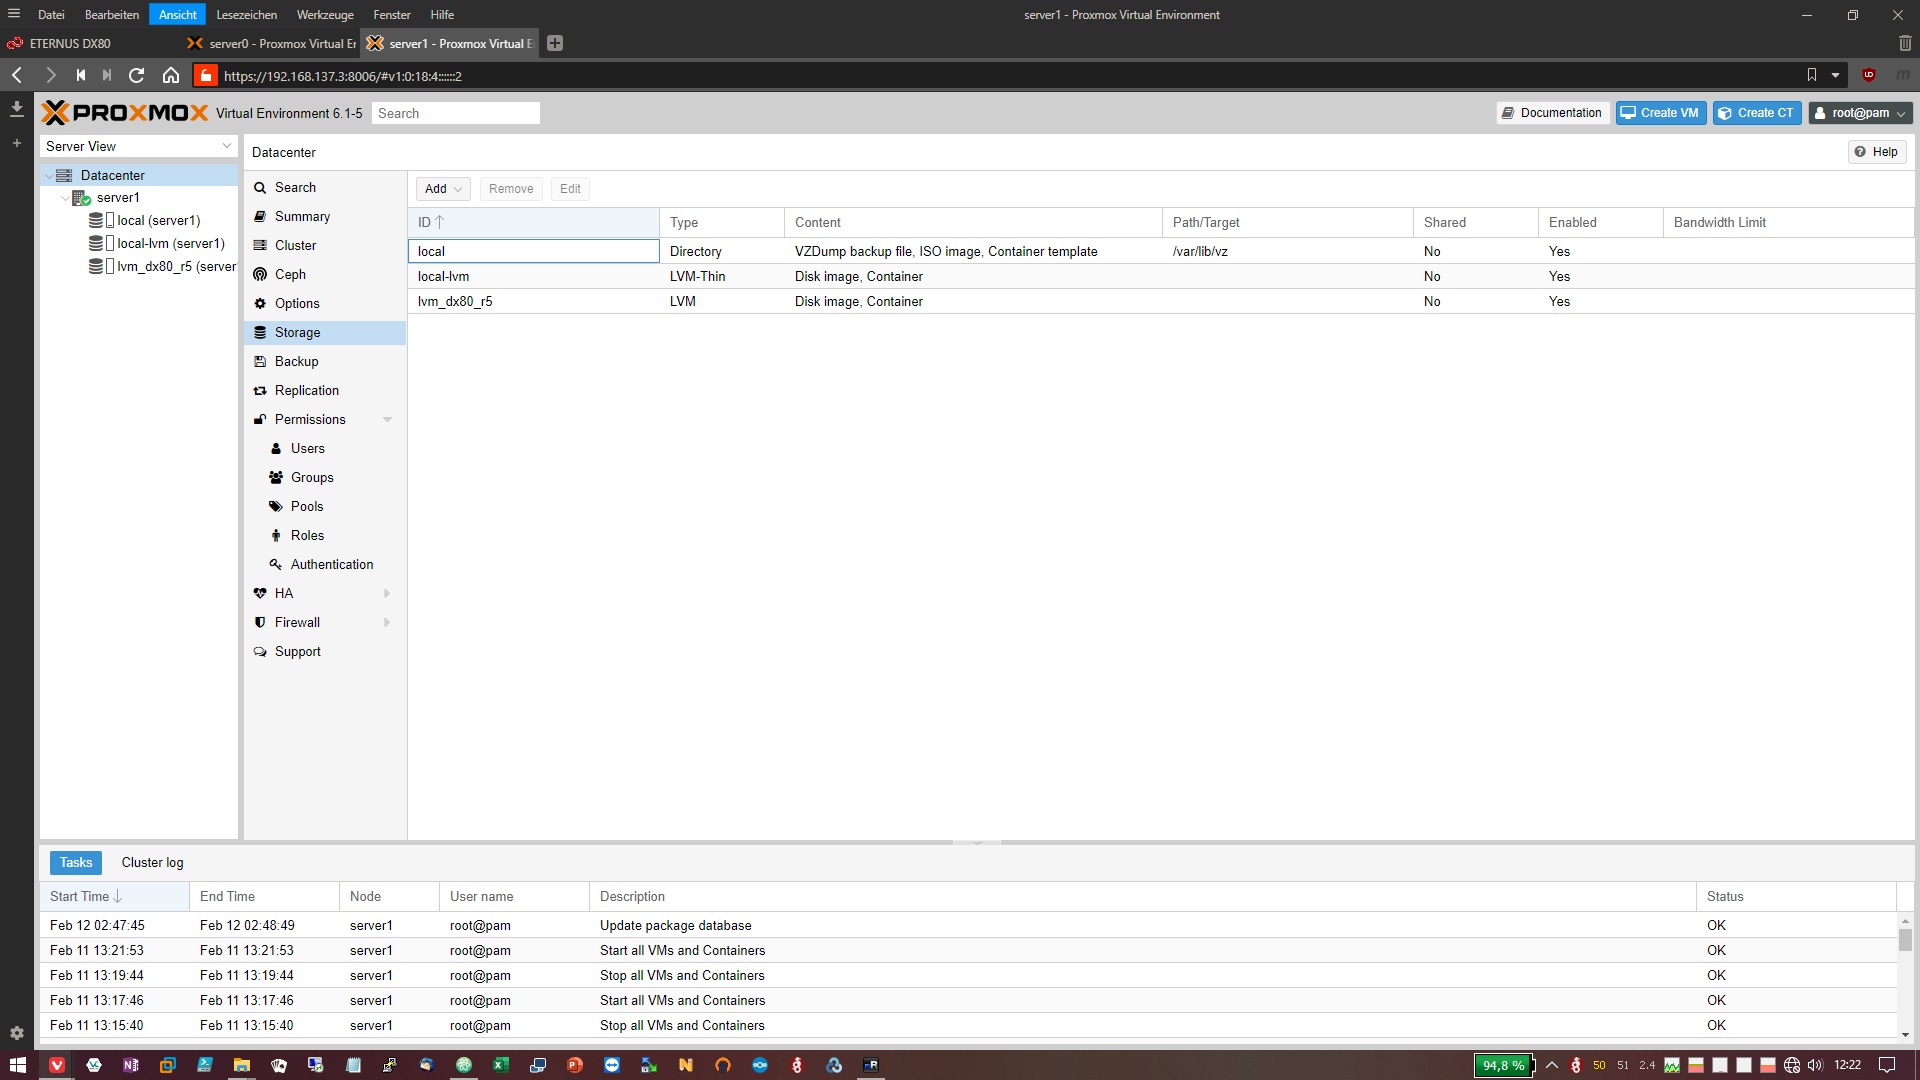 Datei Bearbeiten Ansicht Lesezeichen Werkzeuge Fenster Hilfe server1 - Proxmox Virtual Environment
ETERNUS DX80 server0 - Proxmox Virtual Er server1 - Proxmox Virtual E
https://192.168.137.3:8006/#v1:0:18:4::::::2
PROXMOX Virtual Environment 6.1-5 Search Documentation Create VM Create CT root@pam
Server View
Datacenter
server1
local (server1)
local-lvm (server1)
lvm_dx80_r5 (server
Datacenter Help
Search
Summary
Cluster
Ceph
Options
Storage
Backup
Replication
Permissions
Users
Groups
Pools
Roles
Authentication
HA
Firewall
Support
Add Remove Edit
ID Type Content Path/Target Shared Enabled Bandwidth Limit
local Directory VZDump backup file, ISO image, Container template /var/lib/vz No Yes
local-lvm LVM-Thin Disk image, Container No Yes
lvm_dx80_r5 LVM Disk image, Container No Yes
Tasks Cluster log
Start Time End Time Node User name Description Status
Feb 12 02:47:45 Feb 12 02:48:49 server1 root@pam Update package database OK
Feb 11 13:21:53 Feb 11 13:21:53 server1 root@pam Start all VMs and Containers OK
Feb 11 13:19:44 Feb 11 13:19:44 server1 root@pam Stop all VMs and Containers OK
Feb 11 13:17:46 Feb 11 13:17:46 server1 root@pam Start all VMs and Containers OK
Feb 11 13:15:40 Feb 11 13:15:40 server1 root@pam Stop all VMs and Containers OK
94,8 % 50 51 2.4 12:22